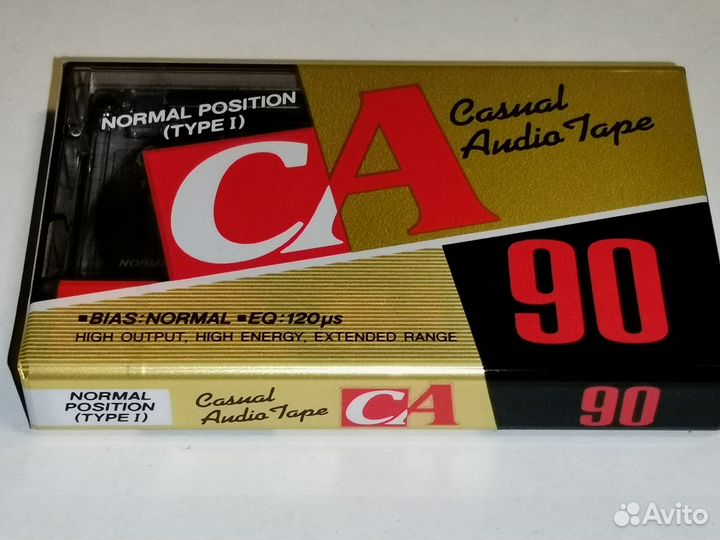 NORMAL POSITION
(TYPE I)
CA
Casual
Audio Tape
NORM
90
▪BIAS:NORMAL ▪EQ:120μs
HIGH OUTPUT, HIGH ENERGY, EXTENDED RANGE
NORMAL
POSITION
(TYPE I)
Casual
Audio Tape
CA
90
Avito